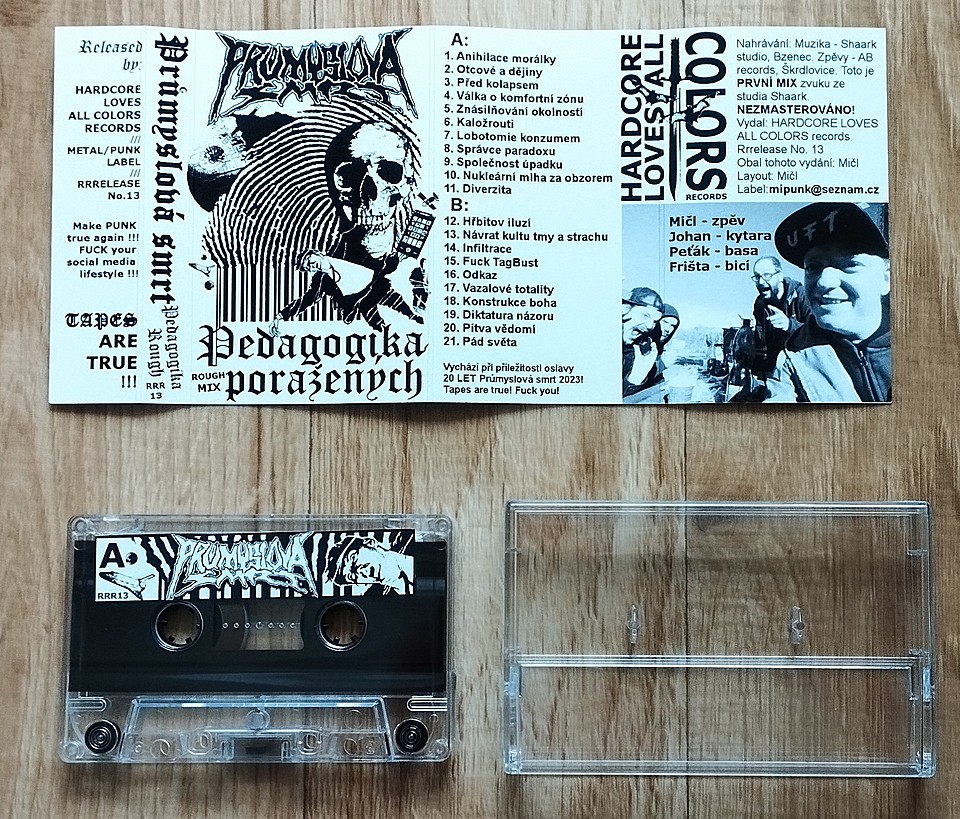 Released
by:
HARDCORE
LOVES
ALL COLORS
RECORDS
///
METAL/PUNK
LABEL
///
RRRELEASE
No.13
Make PUNK
true again !!!
FUCK your
social media
lifestyle !!!
TAPES
ARE
TRUE
!!!
Průmyslová smrt
Pedagogika
Rough
RRR
13
PRUMYSLOVA
Pedagogika
ROUGH
MIX
poražených
A:
1. Anihilace morálky
2. Otcové a dějiny
3. Před kolapsem
4. Válka o komfortní zónu
5. Znásilňování okolností
6. Kaložrouti
7. Lobotomie konzumem
8. Správce paradoxu
9. Společnost úpadku
10. Nukleární mlha za obzorem
11. Diverzita
B:
12. Hřbitov iluzí
13. Návrat kultu tmy a strachu
14. Infiltrace
15. Fuck TagBust
16. Odkaz
17. Vazalové totality
18. Konstrukce boha
19. Diktatura názoru
20. Pitva vědomí
21. Pád světa
Vychází při příležitosti oslavy
20 LET Průmyslová smrt 2023!
Tapes are true! Fuck you!
HARDCORE
LOVES ALL
COLORS
RECORDS
Nahrávání: Muzika - Shaark
studio, Bzenec. Zpěvy - AB
records, Škrdlovice. Toto je
PRVNÍ MIX zvuku ze
studia Shaark.
NEZMASTEROVÁNO!
Vydal: HARDCORE LOVES
ALL COLORS records.
Rrrelease No. 13
Obal tohoto vydání: Mičl
Layout: Mičl
Label:mipunk@seznam.cz
Mičl - zpěv
Johan - kytara
Peťák - basa
Frišta - bicí
UFT
A
PRUMYSLOVA
RRR13